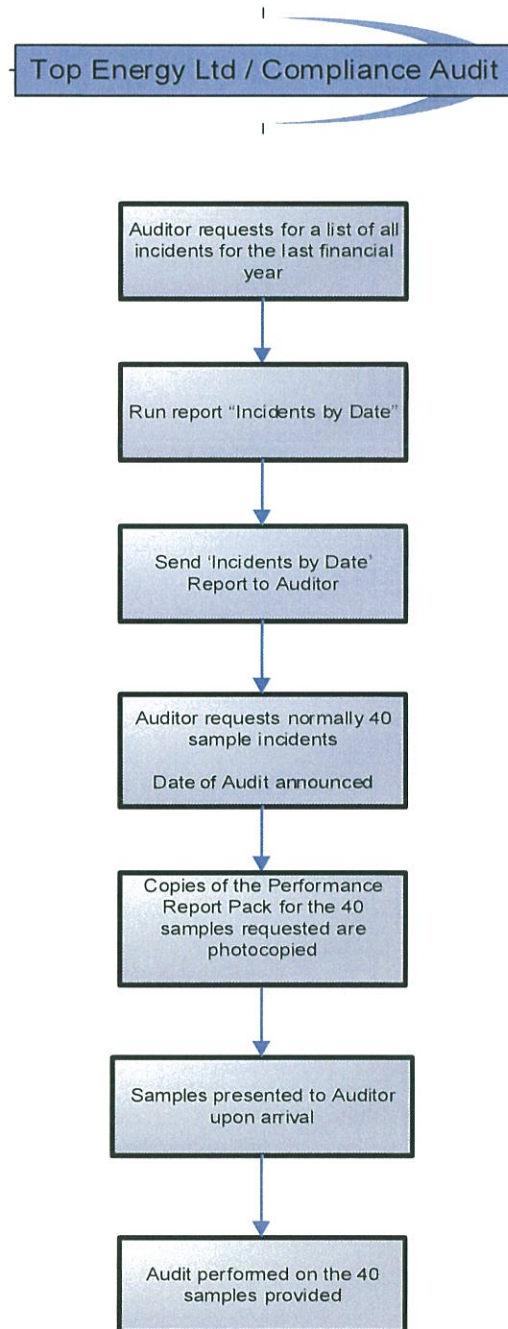 Top Energy Ltd / Compliance Audit
Auditor requests for a list of all
incidents for the last financial
year
Run report “Incidents by Date”
Send ‘Incidents by Date’
Report to Auditor
Auditor requests normally 40
sample incidents
Date of Audit announced
Copies of the Performance
Report Pack for the 40
samples requested are
photocopied
Samples presented to Auditor
upon arrival
Audit performed on the 40
samples provided